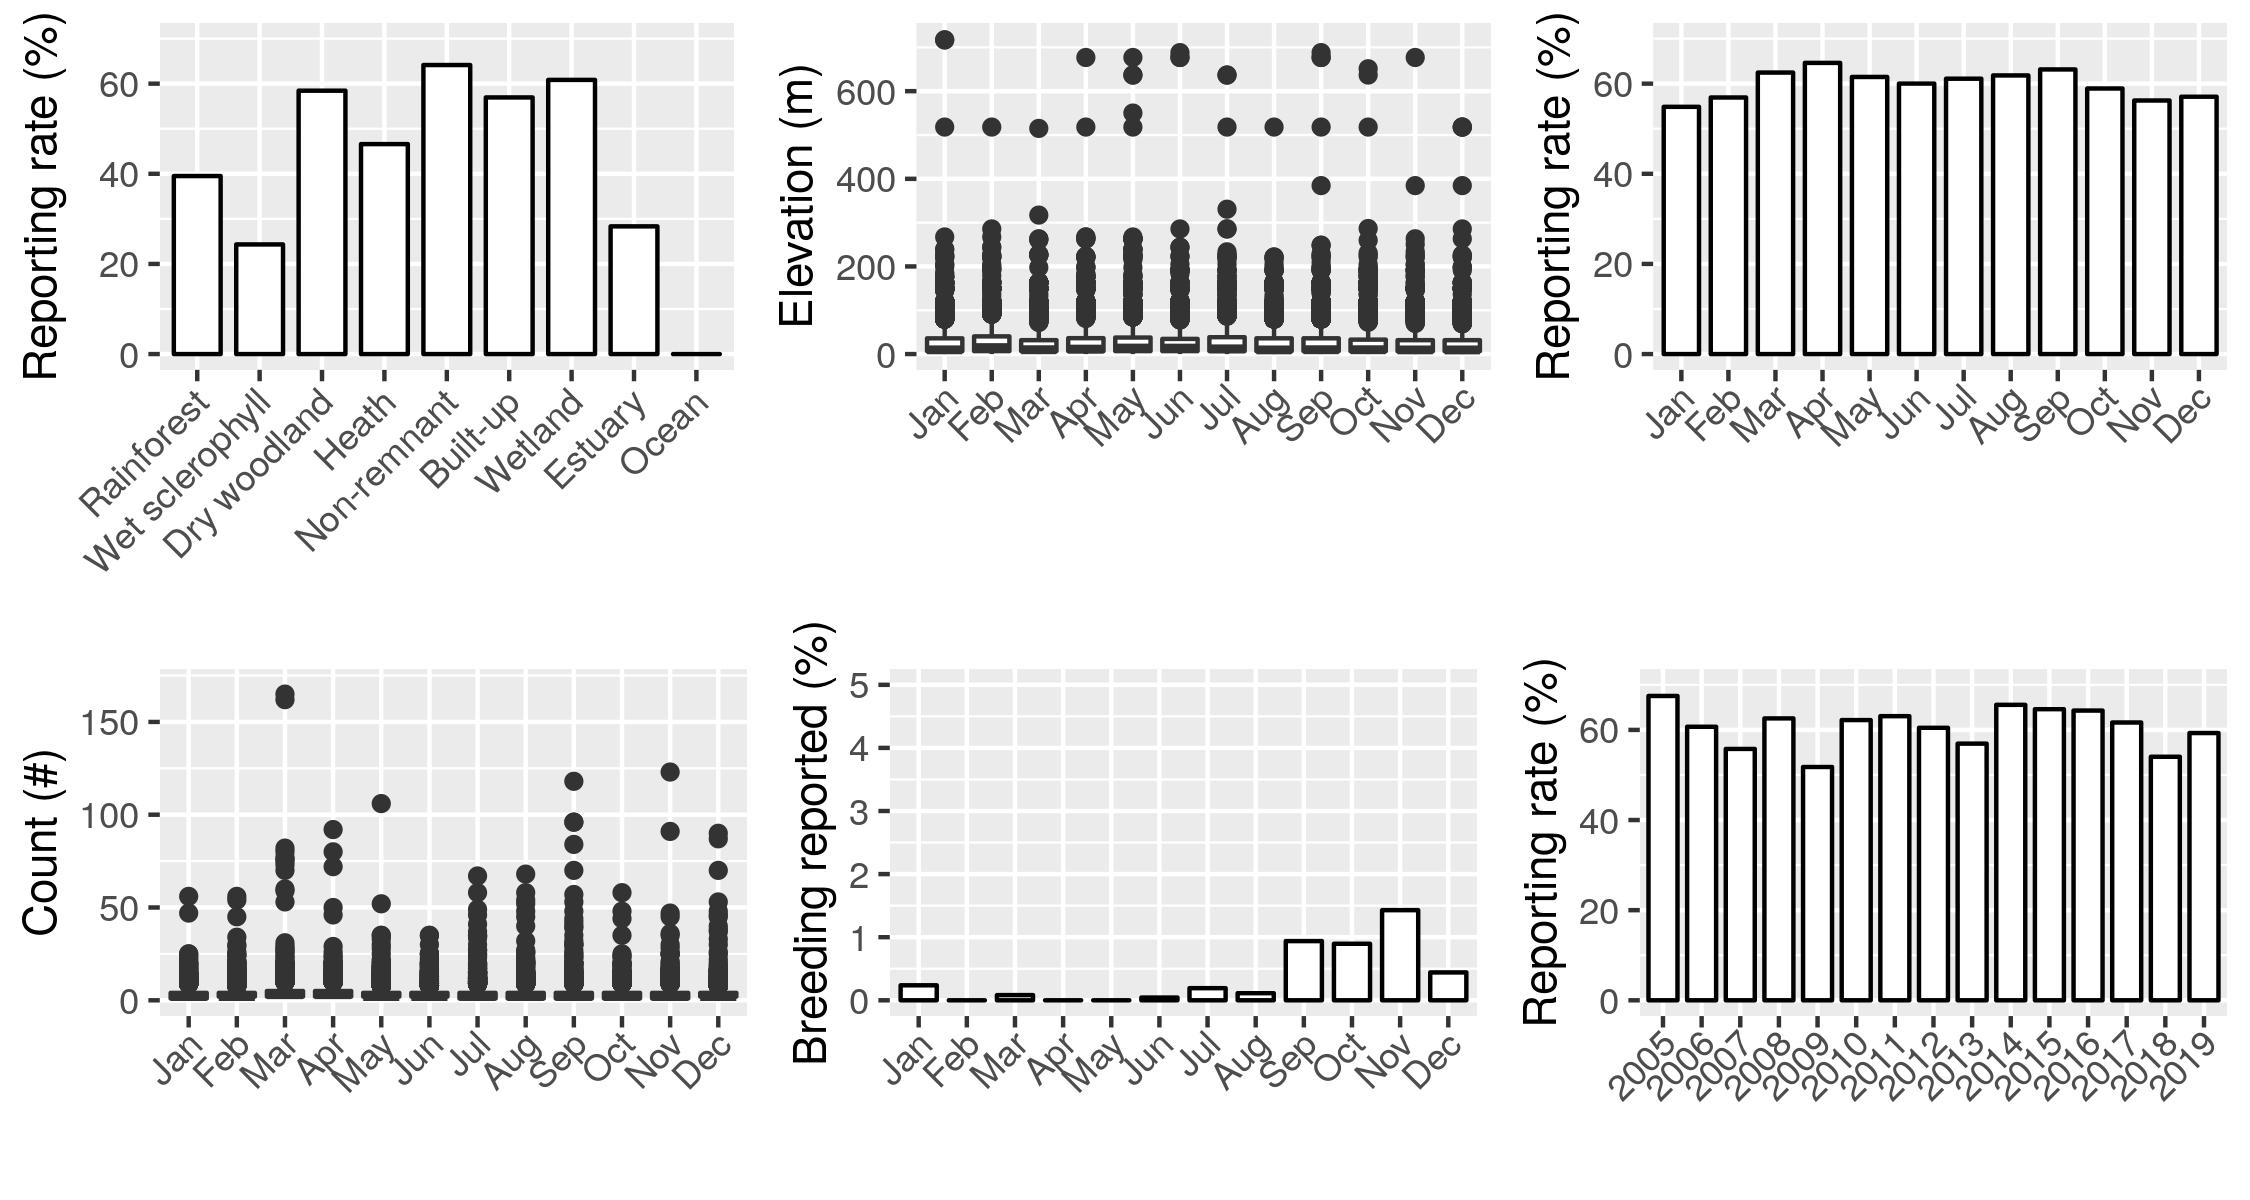 Reporting rate (%)
60
40
20
0
Rainforest
Wet sclerophyll
Dry woodland
Heath
Non-remnant
Built-up
Wetland
Estuary
Ocean
Elevation (m)
600
400
200
0
Jan
Feb
Mar
Apr
May
Jun
Jul
Aug
Sep
Oct
Nov
Dec
Reporting rate (%)
60
40
20
0
Jan
Feb
Mar
Apr
May
Jun
Jul
Aug
Sep
Oct
Nov
Dec
Count (#)
150
100
50
0
Jan
Feb
Mar
Apr
May
Jun
Jul
Aug
Sep
Oct
Nov
Dec
Breeding reported (%)
5
4
3
2
1
0
Jan
Feb
Mar
Apr
May
Jun
Jul
Aug
Sep
Oct
Nov
Dec
Reporting rate (%)
60
40
20
0
2005
2006
2007
2008
2009
2010
2011
2012
2013
2014
2015
2016
2017
2018
2019